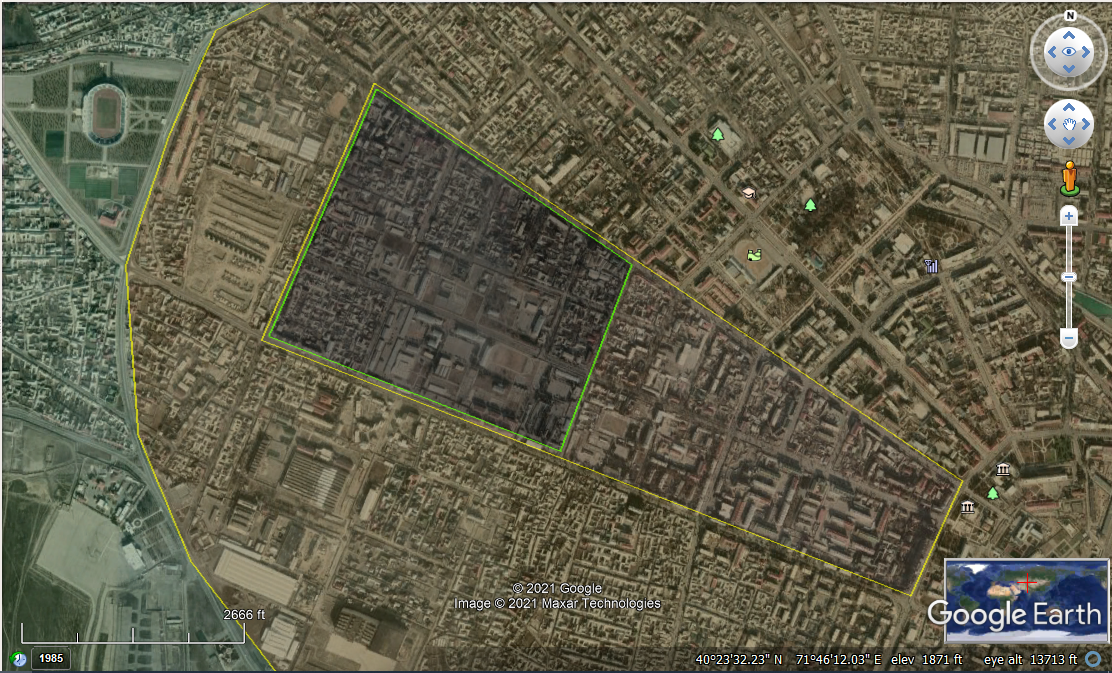 N
2666 ft
© 2021 Google
Image © 2021 Maxar Technologies
Google Earth
1985
40°23'32.23" N 71°46'12.03" E elev 1871 ft eye alt 13713 ft